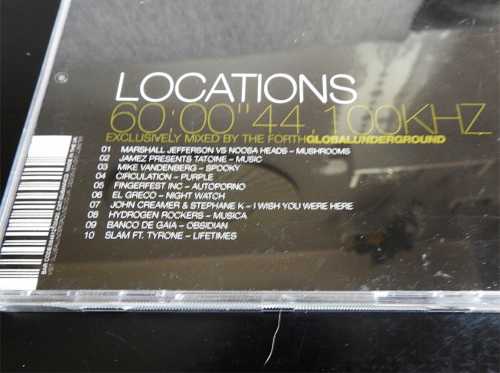 LOCATIONS
60'00"44.100KHZ
EXCLUSIVELY MIXED BY THE FORTH GLOBALUNDERGROUND
01 MARSHALL JEFFERSON VS NOOSA HEADS – MUSHROOMS
02 JAMEZ PRESENTS TATOINE – MUSIC
03 MIKE VANDENBERG – SPOOKY
04 CIRCULATION – PURPLE
05 FINGERFEST INC – AUTOPORNO
06 EL GRECO – NIGHT WATCH
07 JOHN CREAMER & STEPHANE K – I WISH YOU WERE HERE
08 HYDROGEN ROCKERS – MUSICA
09 BANCO DE GAIA – OBSIDIAN
10 SLAM FT. TYRONE – LIFETIMES